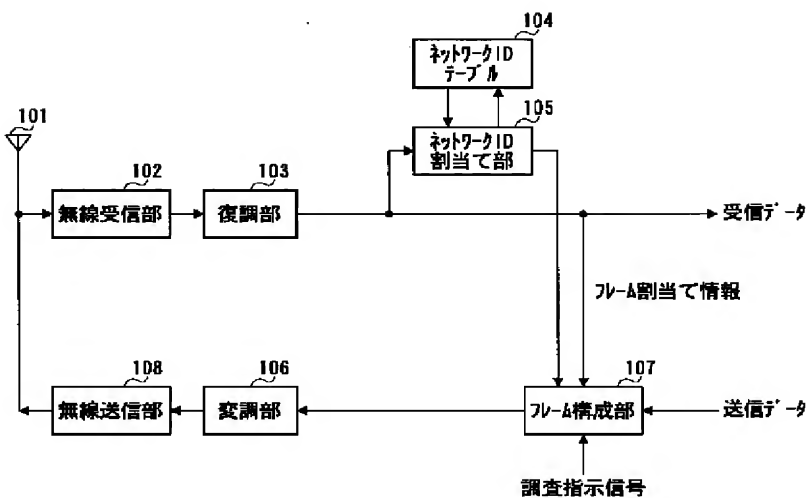 104
ネットワークID
テーブル
101
105
ネットワークID
割当て部
102
103
無線受信部
復調部
受信データ
フレーム割当て情報
108
106
107
無線送信部
変調部
フレーム構成部
送信データ
調査指示信号